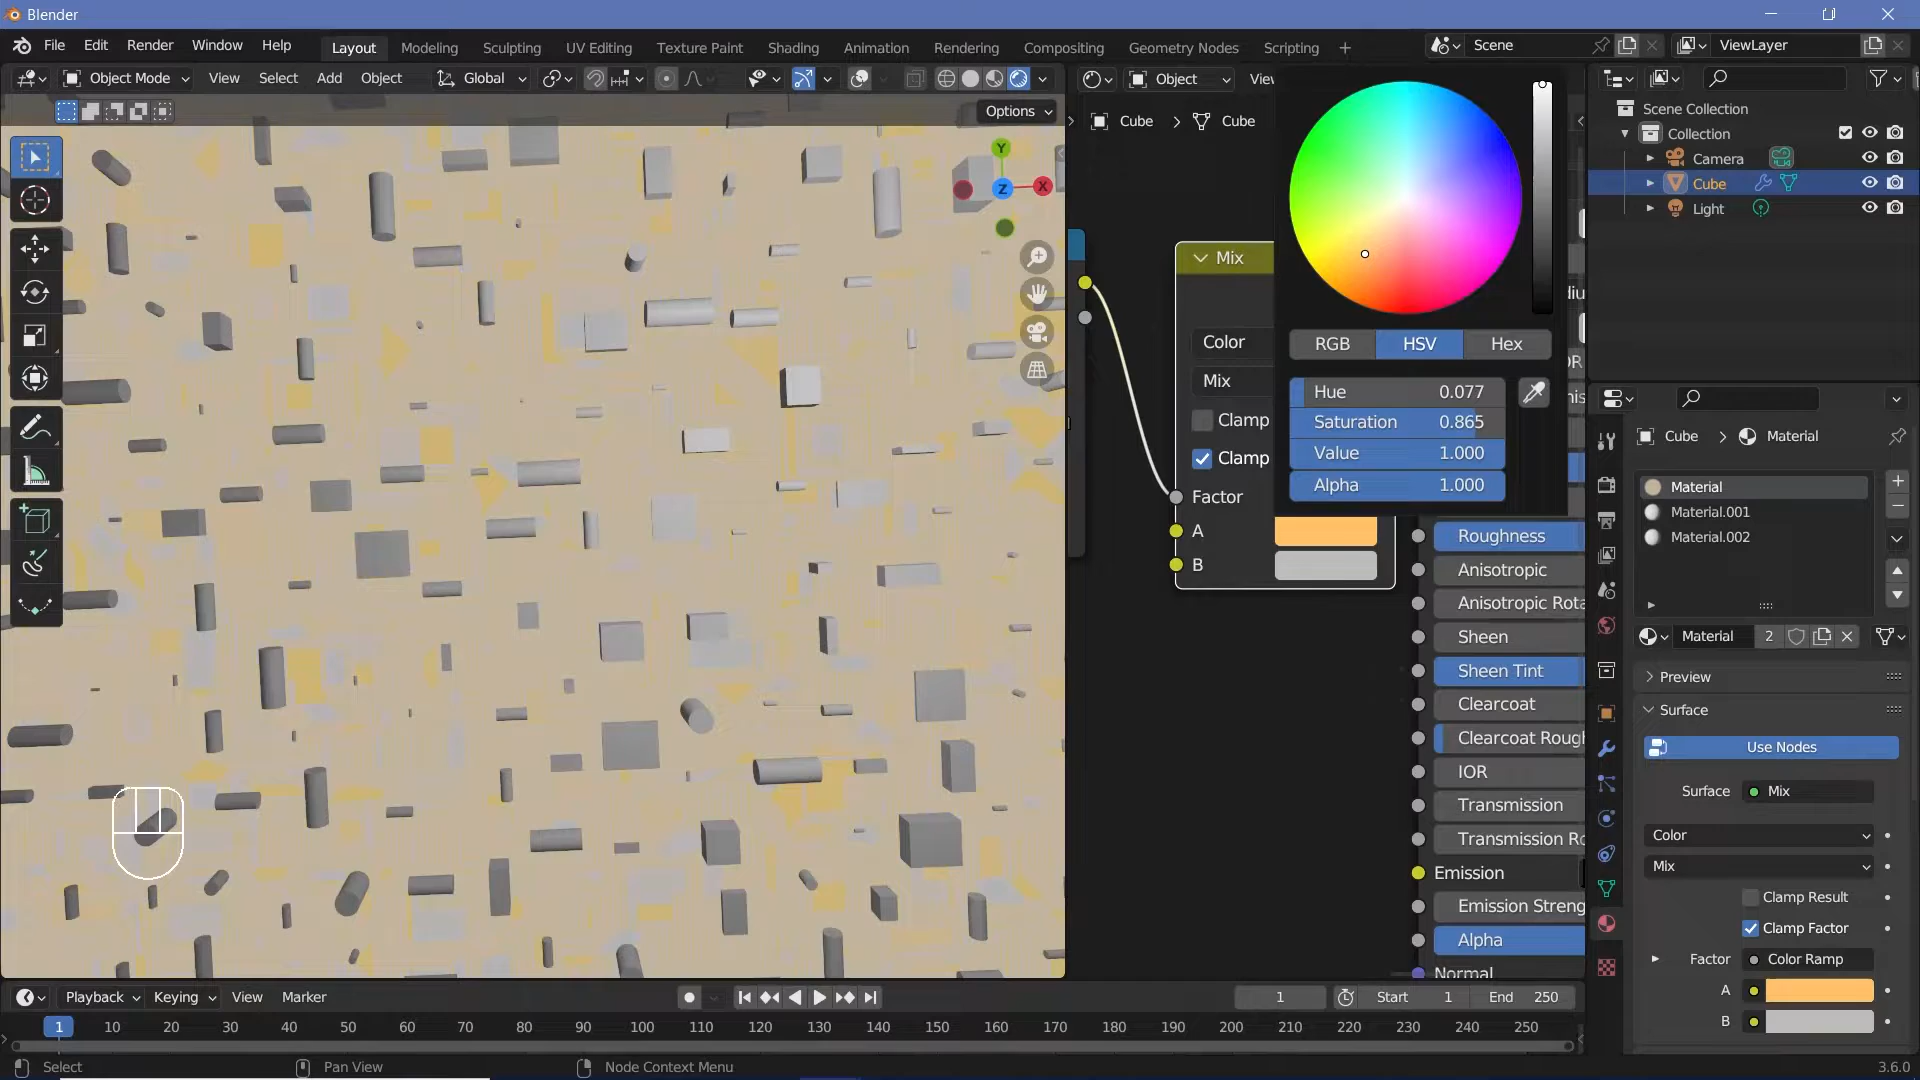 Blender
File Edit Render Window Help
Layout Modeling Sculpting UV Editing Texture Paint Shading Animation Rendering Compositing Geometry Nodes Scripting +
Scene
ViewLayer
Object Mode View Select Add Object Global
Object
Options
Y
Z
X
Cube > Cube
Mix
Color
Mix
Clamp
Clamp
Factor
A
B
RGB HSV Hex
Hue 0.077
Saturation 0.865
Value 1.000
Alpha 1.000
Roughness
Anisotropic
Sheen
Sheen Tint
Clearcoat
IOR
Transmission
Emission
Alpha
Normal
Scene Collection
Collection
Camera
Cube
Light
Cube > Material
Material
Material.001
Material.002
Material 2
Preview
Surface
Use Nodes
Surface Mix
Color
Mix
Clamp Result
Clamp Factor
Factor Color Ramp
A
B
Playback Keying View Marker
1 Start 1 End 250
1 10 20 30 40 50 60 70 80 90 100 110 120 130 140 150 160 170 180 190 200 210 220 230 240 250
Select Pan View Node Context Menu 3.6.0